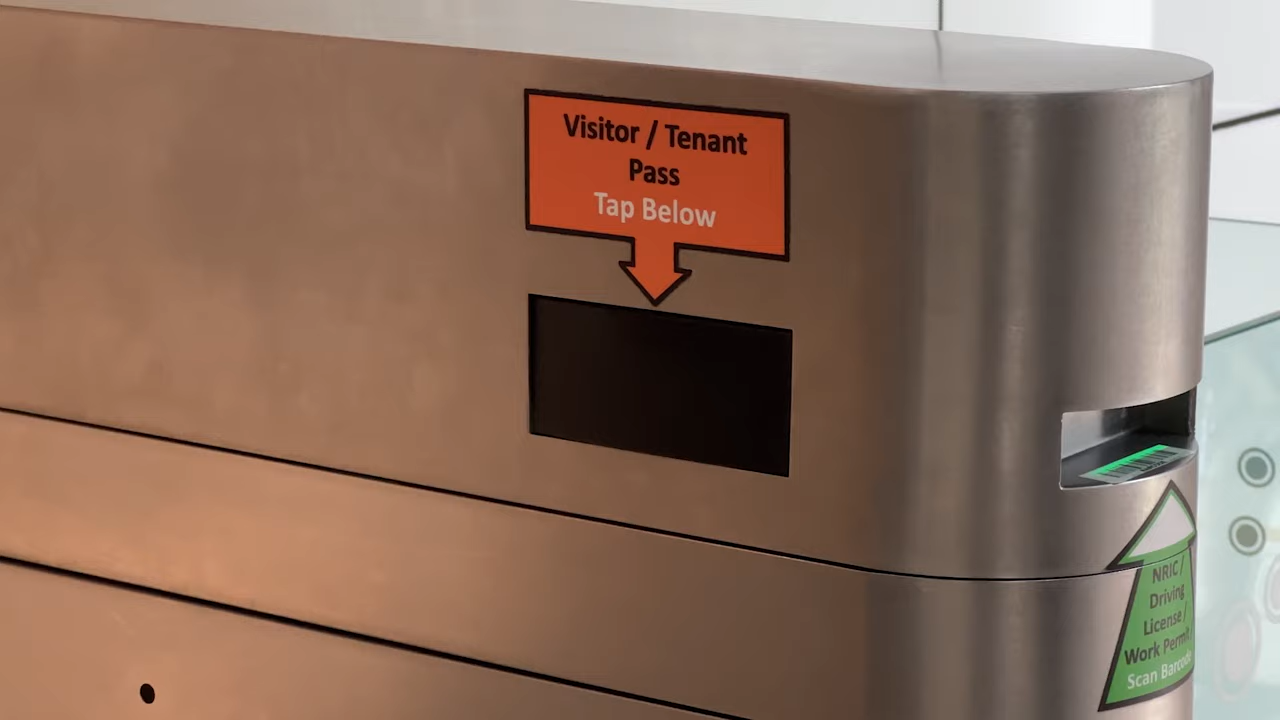 Visitor / Tenant
Pass
Tap Below
NRIC /
Driving
License /
Work Permit /
Scan Barcode